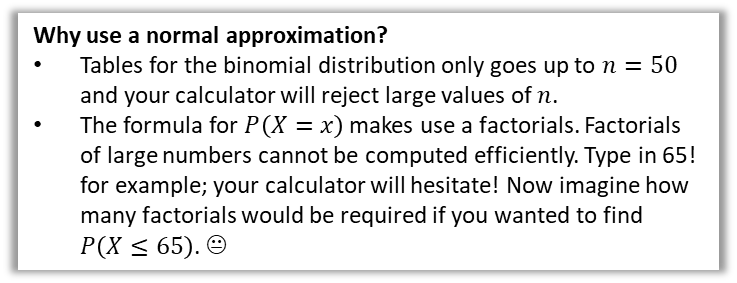 Why use a normal approximation?
• Tables for the binomial distribution only goes up to n = 50
and your calculator will reject large values of n.
• The formula for P(X = x) makes use a factorials. Factorials
of large numbers cannot be computed efficiently. Type in 65!
for example; your calculator will hesitate! Now imagine how
many factorials would be required if you wanted to find
P(X ≤ 65). 😐